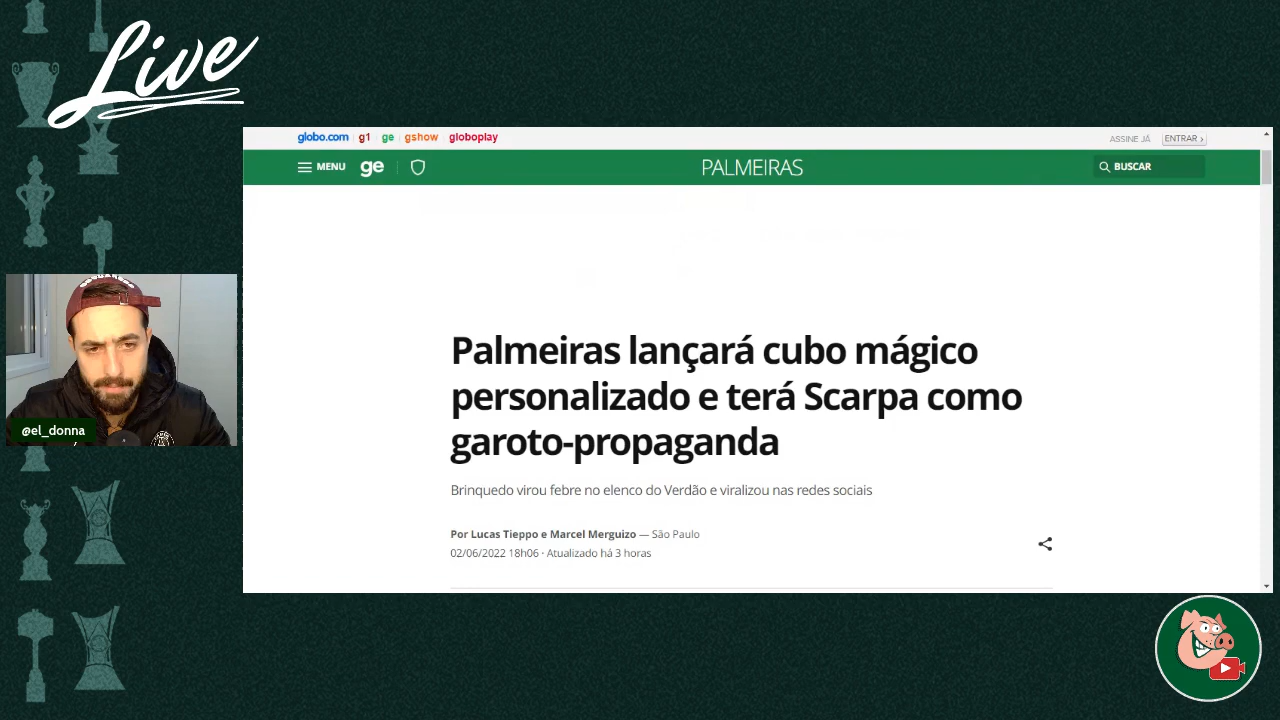 Live
globo.com g1 ge gshow globoplay ASSINE JÁ ENTRAR ›
MENU ge PALMEIRAS BUSCAR
Palmeiras lançará cubo mágico
personalizado e terá Scarpa como
garoto-propaganda
Brinquedo virou febre no elenco do Verdão e viralizou nas redes sociais
Por Lucas Tieppo e Marcel Merguizo — São Paulo
02/06/2022 18h06 · Atualizado há 3 horas
@el_donna